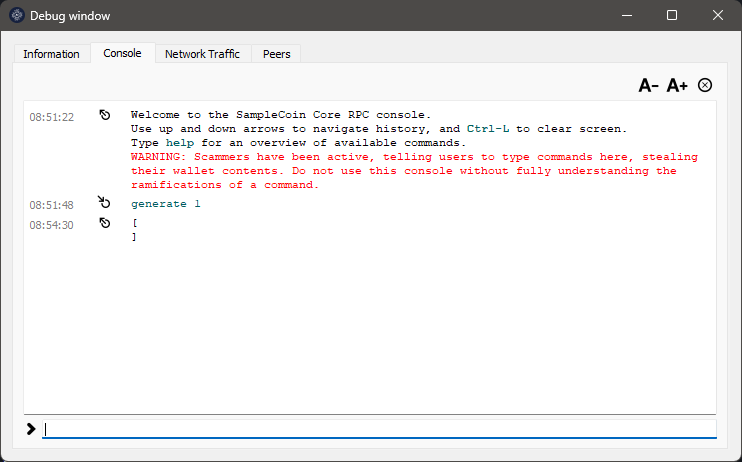 Debug window
Information Console Network Traffic Peers
A- A+
08:51:22 Welcome to the SampleCoin Core RPC console.
Use up and down arrows to navigate history, and Ctrl-L to clear screen.
Type help for an overview of available commands.
WARNING: Scammers have been active, telling users to type commands here, stealing
their wallet contents. Do not use this console without fully understanding the
ramifications of a command.
08:51:48 generate 1
08:54:30 [
]